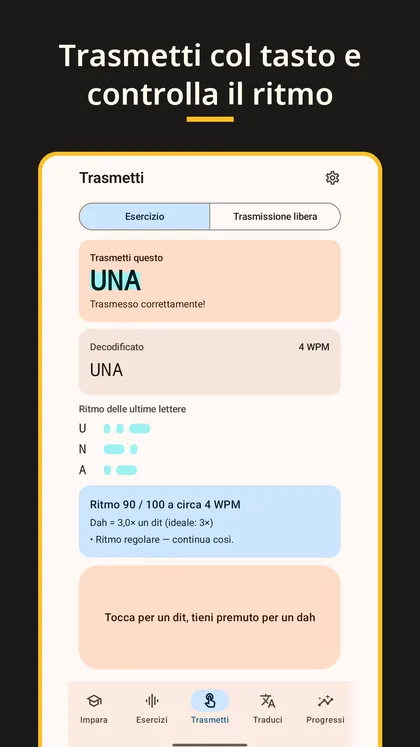 Trasmetti col tasto e
controlla il ritmo
Trasmetti
Esercizio
Trasmissione libera
Trasmetti questo
UNA
Trasmesso correttamente!
Decodificato
4 WPM
UNA
Ritmo delle ultime lettere
U
N
A
Ritmo 90 / 100 a circa 4 WPM
Dah = 3,0× un dit (ideale: 3×)
• Ritmo regolare — continua così.
Tocca per un dit, tieni premuto per un dah
Impara
Esercizi
Trasmetti
Traduci
Progressi